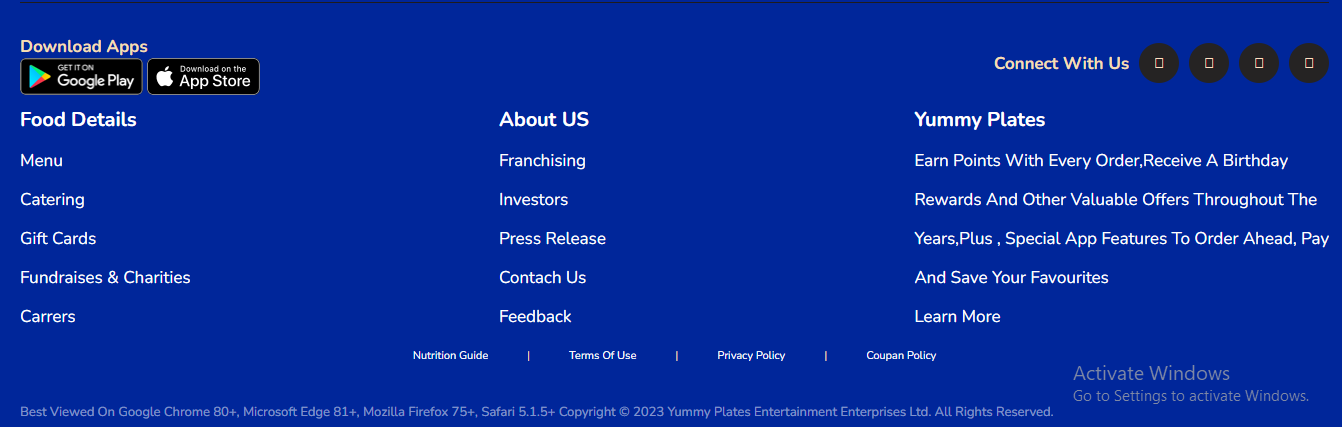 Download Apps
GET IT ON Google Play
Download on the App Store
Connect With Us
Food Details
Menu
Catering
Gift Cards
Fundraises & Charities
Carrers
About US
Franchising
Investors
Press Release
Contach Us
Feedback
Yummy Plates
Earn Points With Every Order,Receive A Birthday
Rewards And Other Valuable Offers Throughout The
Years,Plus , Special App Features To Order Ahead, Pay
And Save Your Favourites
Learn More
Nutrition Guide | Terms Of Use | Privacy Policy | Coupan Policy
Activate Windows
Go to Settings to activate Windows.
Best Viewed On Google Chrome 80+, Microsoft Edge 81+, Mozilla Firefox 75+, Safari 5.1.5+ Copyright © 2023 Yummy Plates Entertainment Enterprises Ltd. All Rights Reserved.